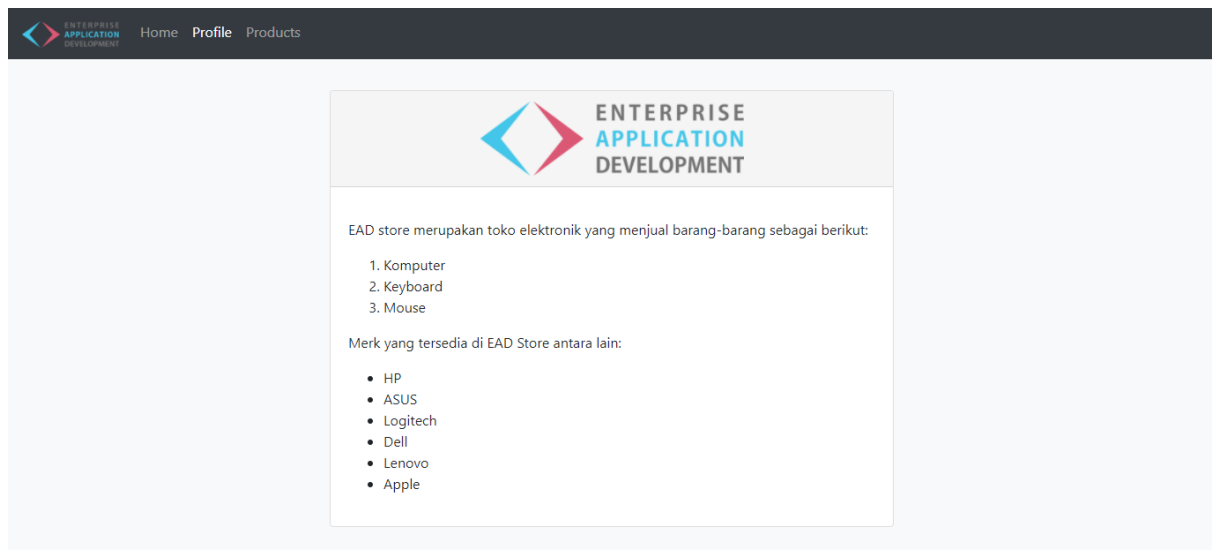 ENTERPRISE
APPLICATION
DEVELOPMENT
Home Profile Products
ENTERPRISE
APPLICATION
DEVELOPMENT
EAD store merupakan toko elektronik yang menjual barang-barang sebagai berikut:
1. Komputer
2. Keyboard
3. Mouse
Merk yang tersedia di EAD Store antara lain:
• HP
• ASUS
• Logitech
• Dell
• Lenovo
• Apple